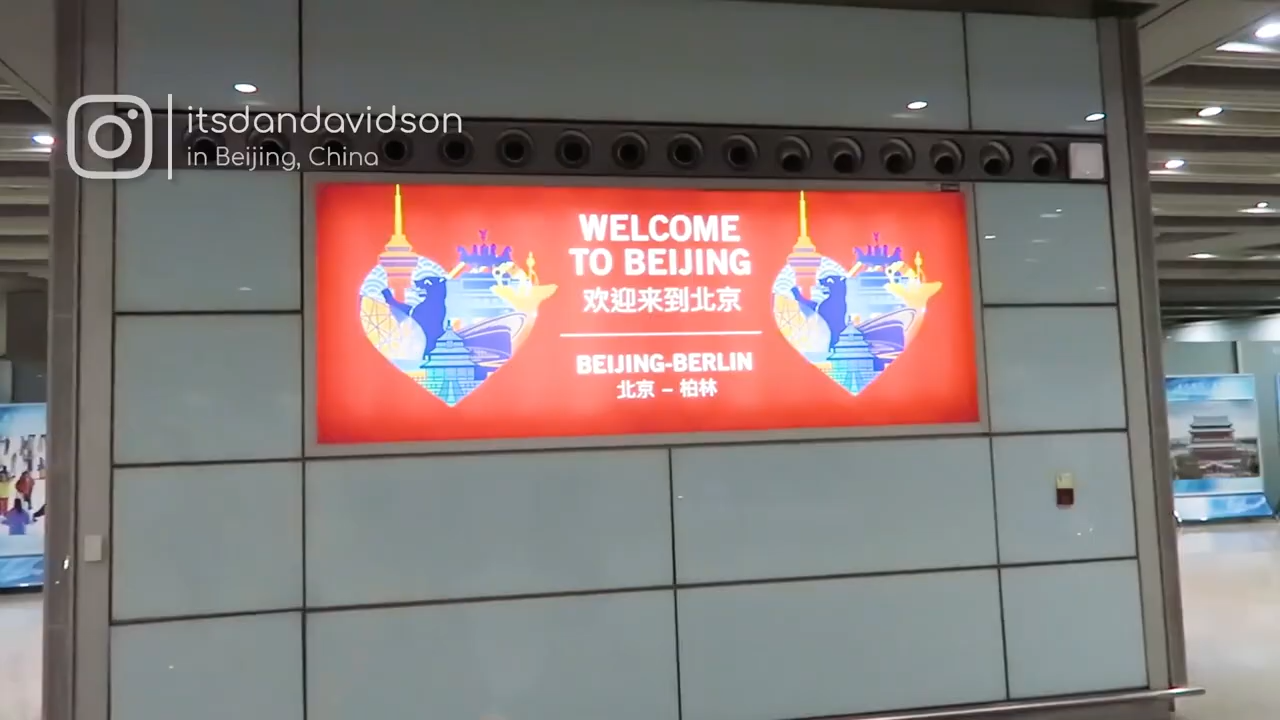 itsdandavidson
in Beijing, China
WELCOME
TO BEIJING
欢迎来到北京
BEIJING-BERLIN
北京 – 柏林